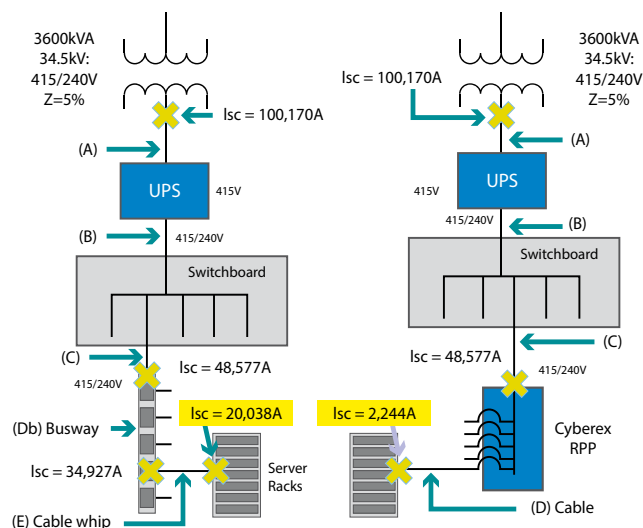 3600kVA
34.5kV:
415/240V
Z=5%
Isc = 100,170A
(A)
UPS
415V
(B)
415/240V
Switchboard
(C)
Isc = 48,577A
415/240V
(Db) Busway
Isc = 20,038A
Isc = 34,927A
Server
Racks
(E) Cable whip
3600kVA
34.5kV:
415/240V
Z=5%
Isc = 100,170A
(A)
UPS
415V
415/240V
(B)
Switchboard
(C)
Isc = 48,577A
415/240V
Isc = 2,244A
Cyberex
RPP
(D) Cable